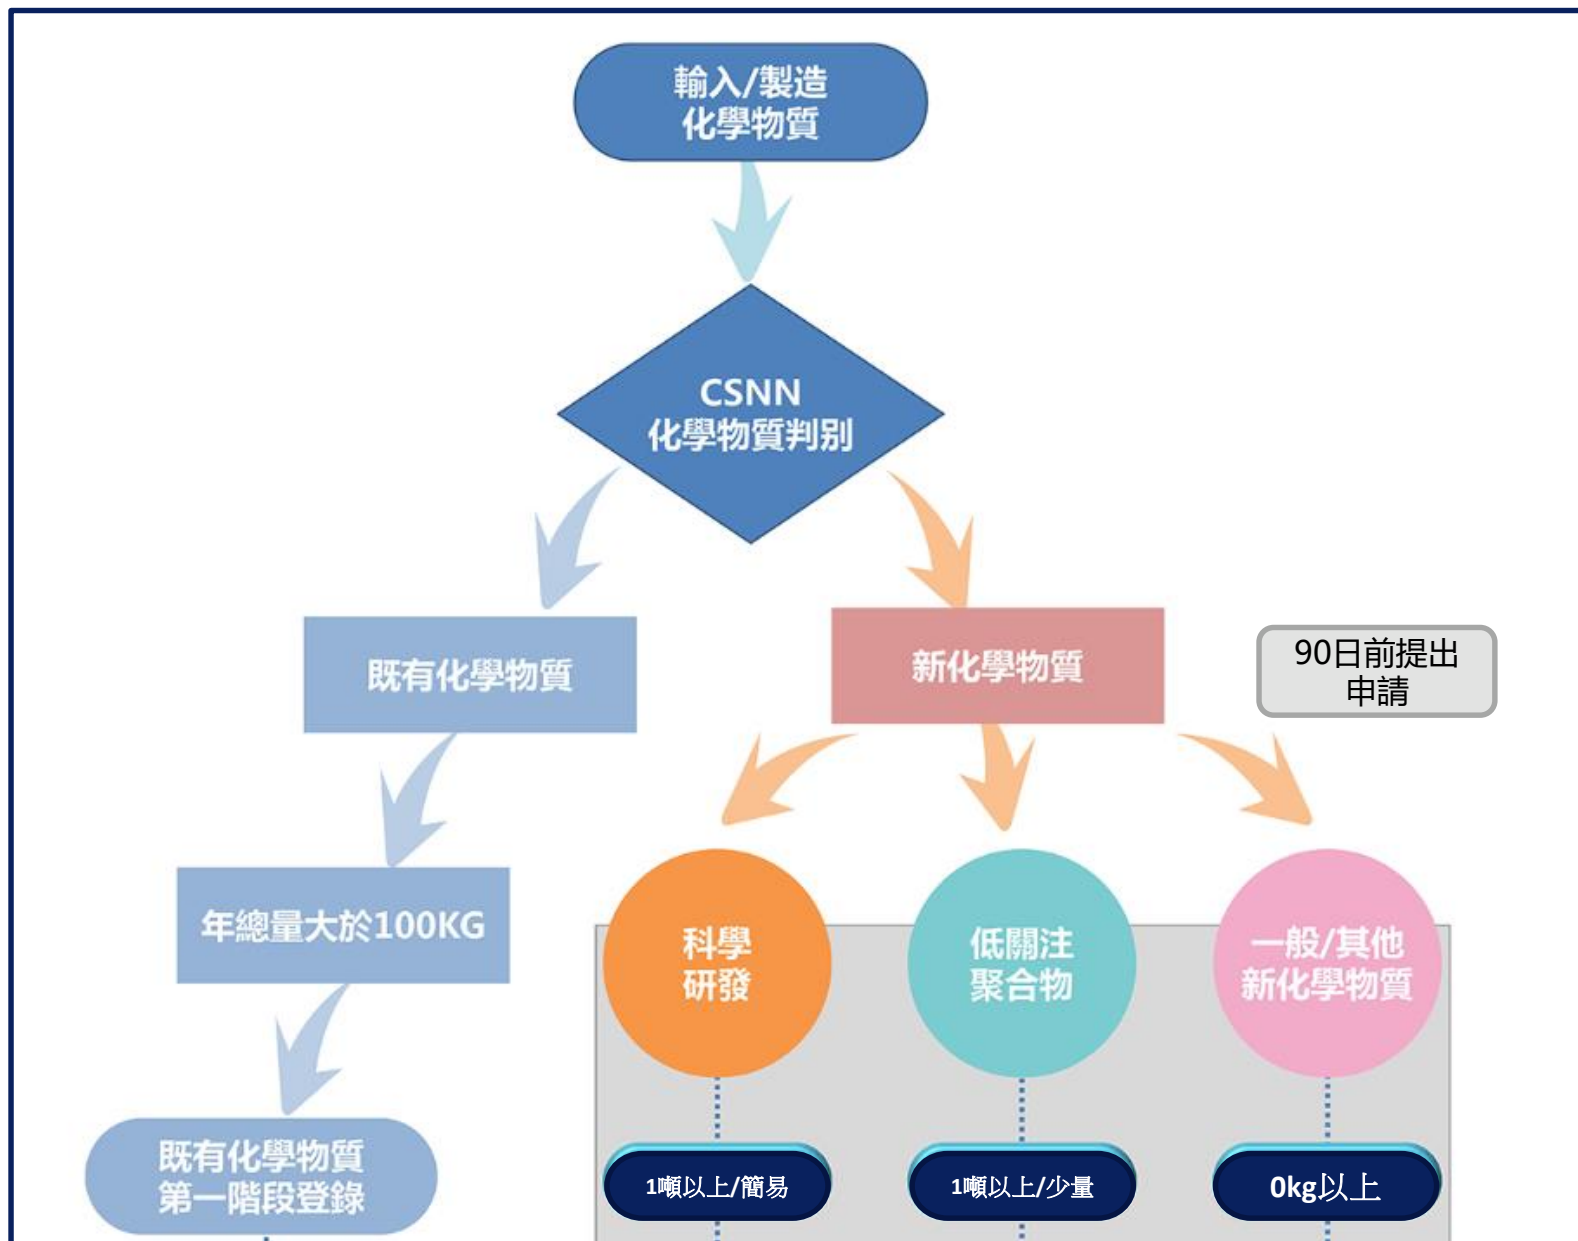 輸入/製造
化學物質
CSNN
化學物質判別
既有化學物質
新化學物質
90日前提出
申請
年總量大於100KG
科學
研發
低關注
聚合物
一般/其他
新化學物質
既有化學物質
第一階段登錄
1噸以上/簡易
1噸以上/少量
0kg以上